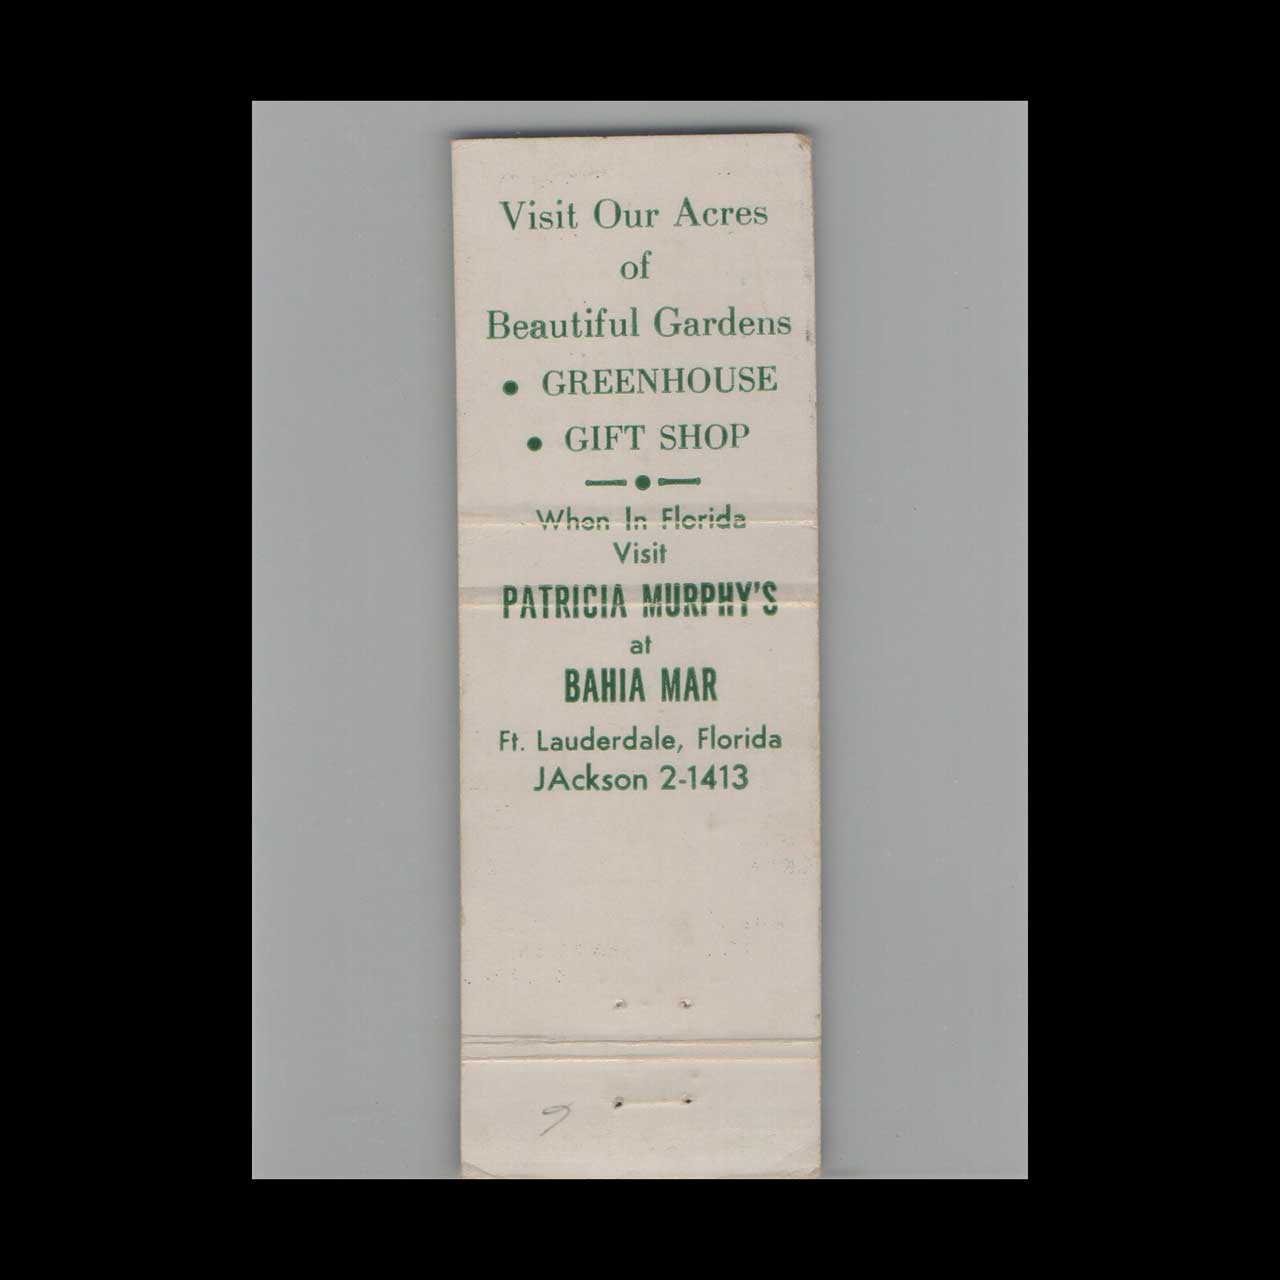 Visit Our Acres
of
Beautiful Gardens
• GREENHOUSE
• GIFT SHOP
When In Florida
Visit
PATRICIA MURPHY'S
at
BAHIA MAR
Ft. Lauderdale, Florida
JAckson 2-1413